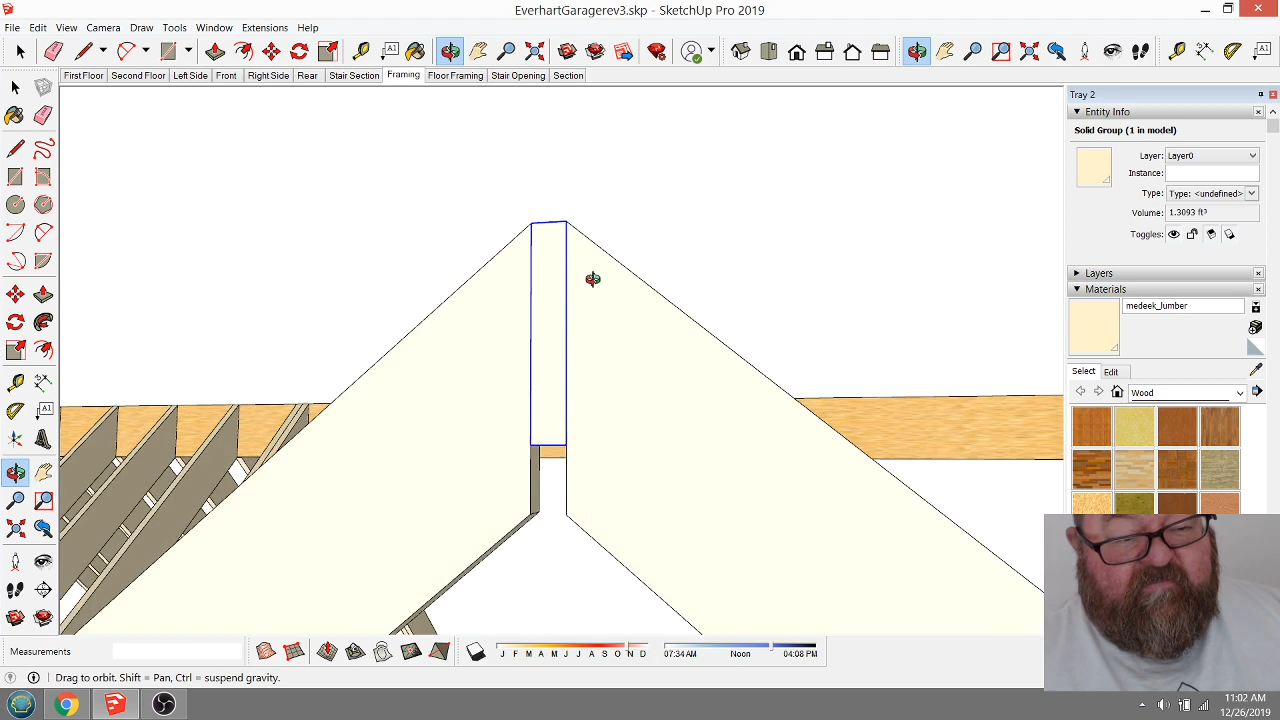 EverhartGaragerev3.skp - SketchUp Pro 2019
File Edit View Camera Draw Tools Window Extensions Help
First Floor Second Floor Left Side Front Right Side Rear Stair Section Framing Floor Framing Stair Opening Section
Tray 2
Entity Info
Solid Group (1 in model)
Layer: Layer0
Instance:
Type: Type: <undefined>
Volume: 1.3093 ft³
Toggles:
Layers
Materials
medeek_lumber
Select Edit
Wood
Measurements
J F M A M J J A S O N D
07:34 AM Noon 04:08 PM
Drag to orbit. Shift = Pan, Ctrl = suspend gravity.
11:02 AM
12/26/2019